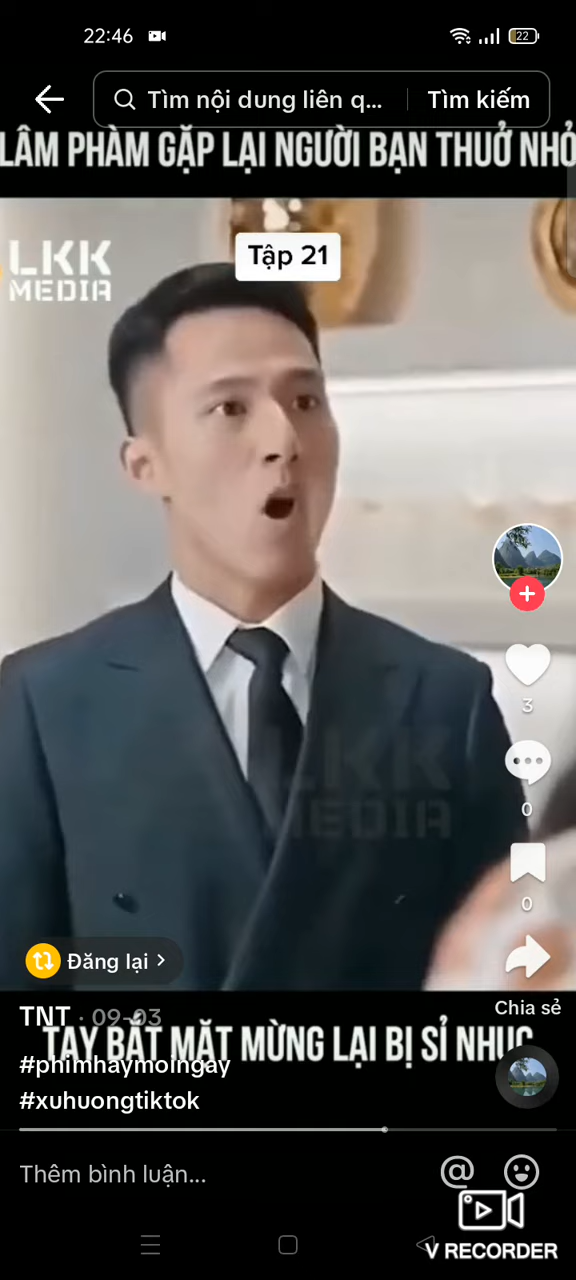 22:46
22
Tìm nội dung liên q...
Tìm kiếm
LÂM PHÀM GẶP LẠI NGƯỜI BẠN THUỞ NHỎ
Tập 21
LKK
MEDIA
LKK
MEDIA
3
0
0
Đăng lại
Chia sẻ
TNT · 09-03
TAY BẮT MẶT MỪNG LẠI BỊ SỈ NHỤC
#phimhaymoingay
#xuhuongtiktok
Thêm bình luận...
V RECORDER